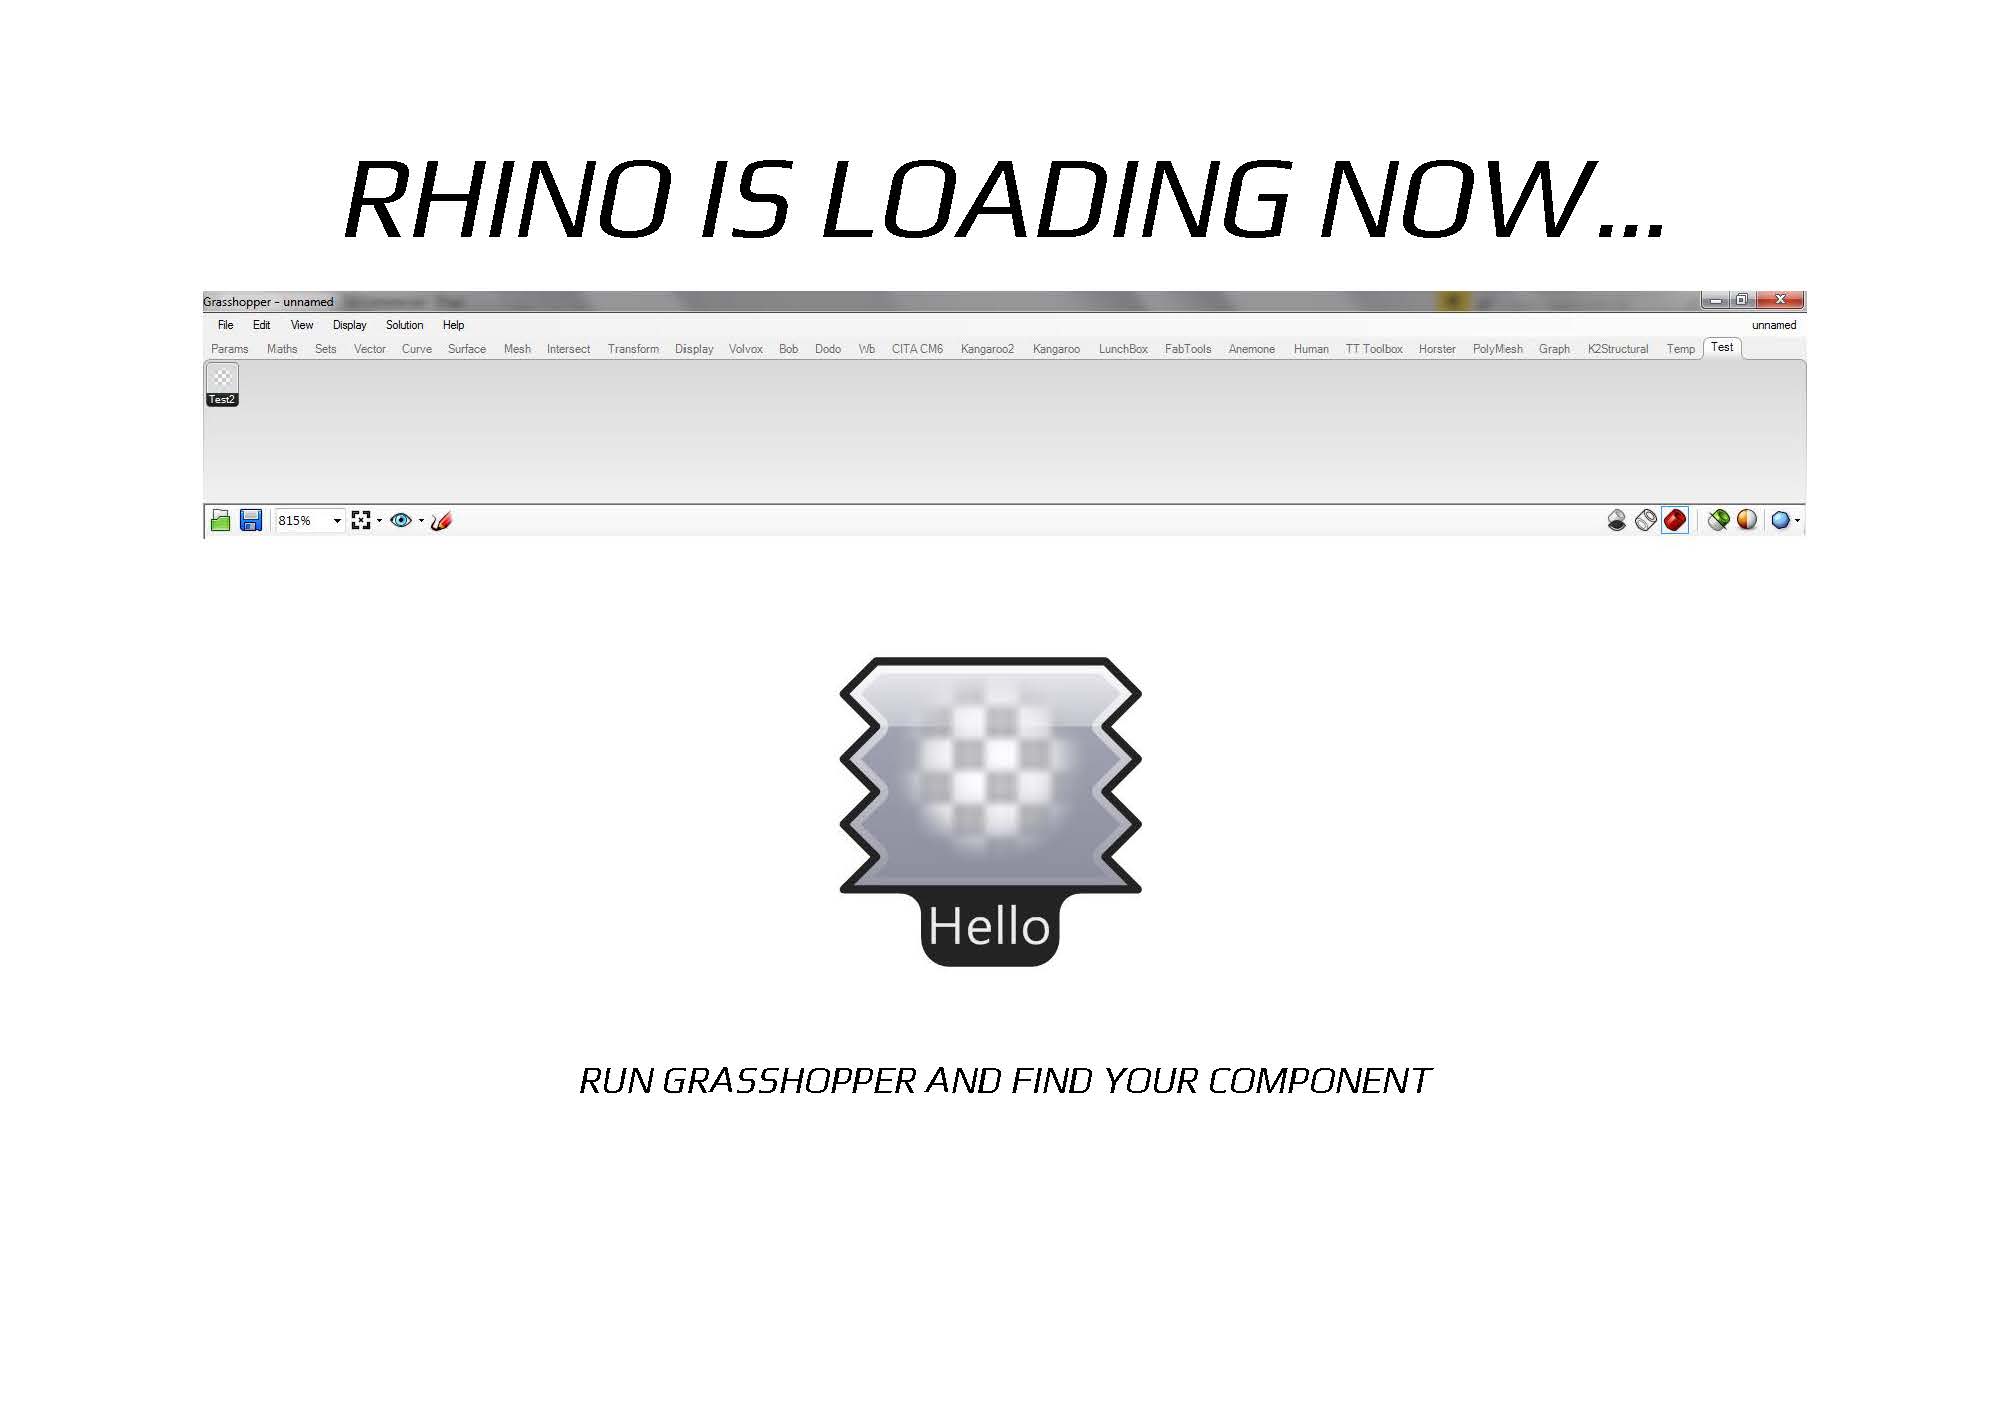 RHINO IS LOADING NOW...
Grasshopper - unnamed
File Edit View Display Solution Help unnamed
Params Maths Sets Vector Curve Surface Mesh Intersect Transform Display Volvox Bob Dodo Wb CITA CM6 Kangaroo2 Kangaroo LunchBox FabTools Anemone Human TT Toolbox Horster PolyMesh Graph K2Structural Temp Test
Test2
815%
Hello
RUN GRASSHOPPER AND FIND YOUR COMPONENT